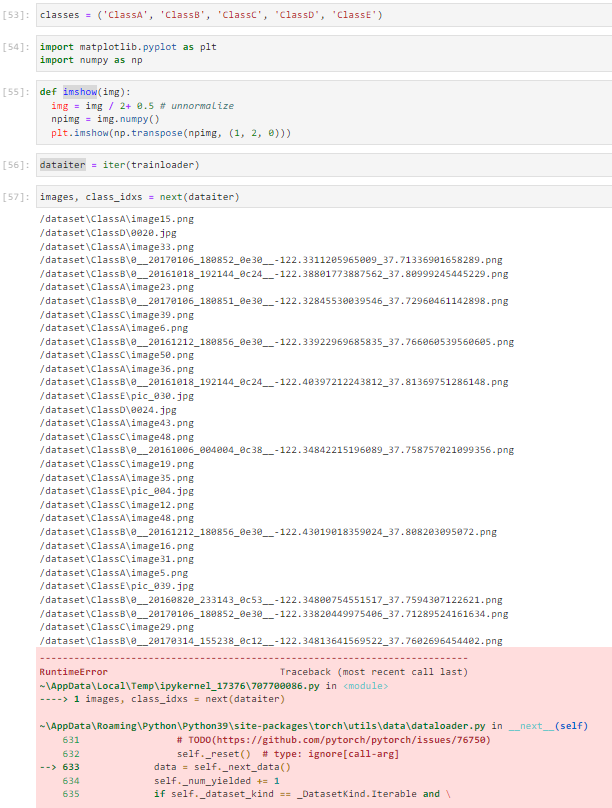 [53]: classes = ('ClassA', 'ClassB', 'ClassC', 'ClassD', 'ClassE')
[54]: import matplotlib.pyplot as plt
import numpy as np
[55]: def imshow(img):
img = img / 2+ 0.5 # unnormalize
npimg = img.numpy()
plt.imshow(np.transpose(npimg, (1, 2, 0)))
[56]: dataiter = iter(trainloader)
[57]: images, class_idxs = next(dataiter)
/dataset\ClassA\image15.png
/dataset\ClassD\0020.jpg
/dataset\ClassA\image33.png
/dataset\ClassB\0__20170106_180852_0e30__-122.3311205965009_37.71336901658289.png
/dataset\ClassB\0__20161018_192144_0c24__-122.38801773887562_37.80999245445229.png
/dataset\ClassA\image23.png
/dataset\ClassB\0__20170106_180851_0e30__-122.32845530039546_37.72960461142898.png
/dataset\ClassC\image39.png
/dataset\ClassA\image6.png
/dataset\ClassB\0__20161212_180856_0e30__-122.33922969685835_37.766060539560605.png
/dataset\ClassC\image50.png
/dataset\ClassA\image36.png
/dataset\ClassB\0__20161018_192144_0c24__-122.40397212243812_37.81369751286148.png
/dataset\ClassE\pic_030.jpg
/dataset\ClassD\0024.jpg
/dataset\ClassA\image43.png
/dataset\ClassC\image48.png
/dataset\ClassB\0__20161006_004004_0c38__-122.34842215196089_37.758757021099356.png
/dataset\ClassC\image19.png
/dataset\ClassA\image35.png
/dataset\ClassE\pic_004.jpg
/dataset\ClassC\image12.png
/dataset\ClassA\image48.png
/dataset\ClassB\0__20161212_180856_0e30__-122.43019018359024_37.808203095072.png
/dataset\ClassA\image16.png
/dataset\ClassC\image31.png
/dataset\ClassA\image5.png
/dataset\ClassE\pic_039.jpg
/dataset\ClassB\0__20160820_233143_0c53__-122.34800754551517_37.7594307122621.png
/dataset\ClassB\0__20170106_180852_0e30__-122.33820449975406_37.71289524161634.png
/dataset\ClassC\image29.png
/dataset\ClassB\0__20170314_155238_0c12__-122.34813641569522_37.7602696454402.png
---------------------------------------------------------------------------
RuntimeError Traceback (most recent call last)
~\AppData\Local\Temp\ipykernel_17376\707700086.py in <module>
----> 1 images, class_idxs = next(dataiter)
~\AppData\Roaming\Python\Python39\site-packages\torch\utils\data\dataloader.py in __next__(self)
631 # TODO(https://github.com/pytorch/pytorch/issues/76750)
632 self._reset() # type: ignore[call-arg]
--> 633 data = self._next_data()
634 self._num_yielded += 1
635 if self._dataset_kind == _DatasetKind.Iterable and \